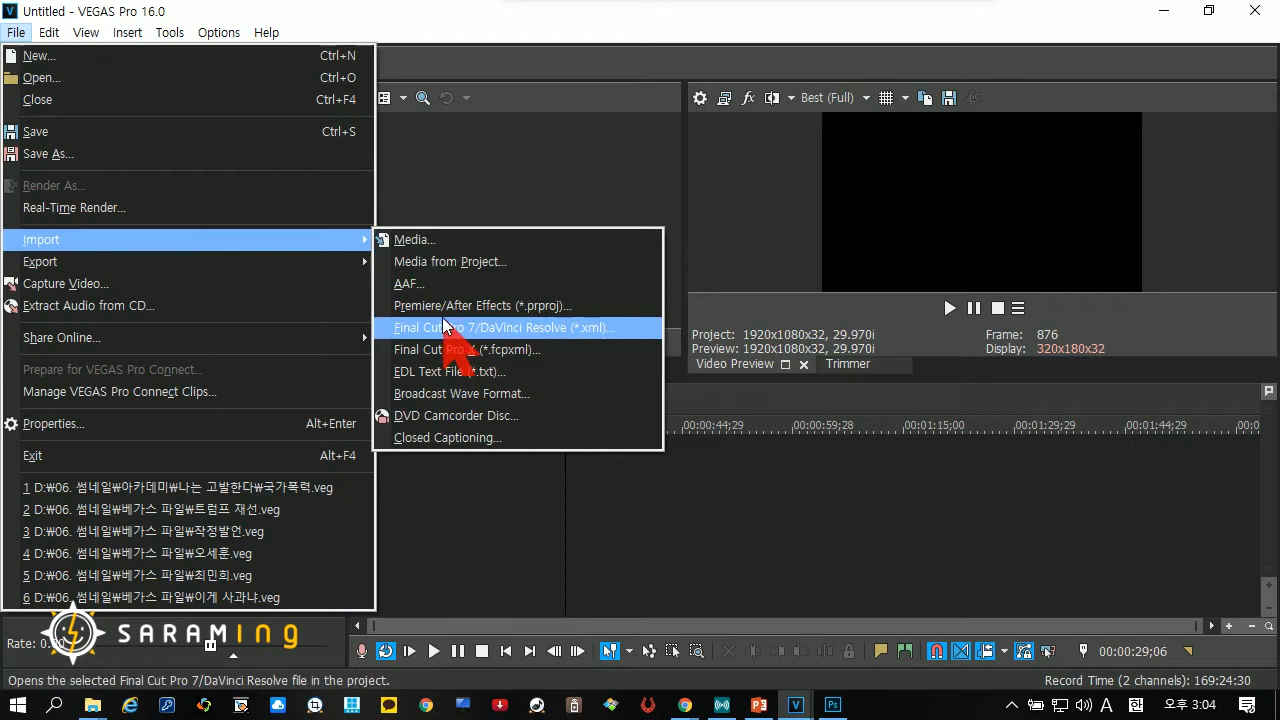 Untitled - VEGAS Pro 16.0
File Edit View Insert Tools Options Help
New... Ctrl+N
Open... Ctrl+O
Close Ctrl+F4
Save Ctrl+S
Save As...
Render As...
Real-Time Render...
Import
Export
Capture Video...
Extract Audio from CD...
Share Online...
Prepare for VEGAS Pro Connect...
Manage VEGAS Pro Connect Clips...
Properties... Alt+Enter
Exit Alt+F4
1 D:₩06. 썸네일₩아카데미₩나는 고발한다₩국가폭력.veg
2 D:₩06. 썸네일₩베가스 파일₩트럼프 재선.veg
3 D:₩06. 썸네일₩베가스 파일₩작정발언.veg
4 D:₩06. 썸네일₩베가스 파일₩오세훈.veg
5 D:₩06. 썸네일₩베가스 파일₩최민희.veg
6 D:₩06. 썸네일₩베가스 파일₩이게 사과냐.veg
Media...
Media from Project...
AAF...
Premiere/After Effects (*.prproj)...
Final Cut Pro 7/DaVinci Resolve (*.xml)...
Final Cut Pro X (*.fcpxml)...
EDL Text File (*.txt)...
Broadcast Wave Format...
DVD Camcorder Disc...
Closed Captioning...
Best (Full)
Project: 1920x1080x32, 29.970i Frame: 876
Preview: 1920x1080x32, 29.970i Display: 320x180x32
Video Preview Trimmer
00:00:44;29 00:00:59;28 00:01:15;00 00:01:29;29 00:01:44;29
SARAMING
Rate:
00:00:29;06
Opens the selected Final Cut Pro 7/DaVinci Resolve file in the project. Record Time (2 channels): 169:24:30
A 한 오후 3:04